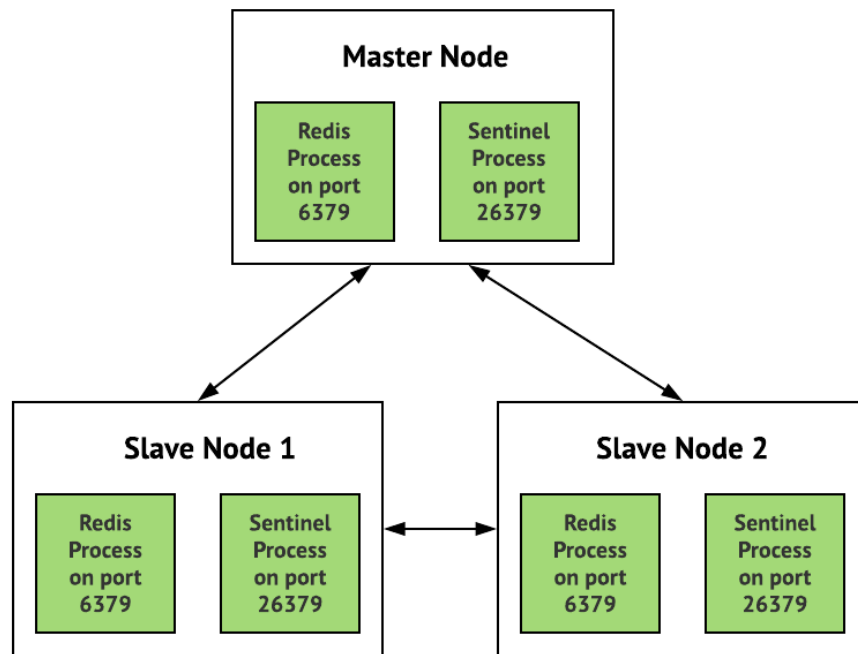 Master Node
Redis
Process
on port
6379
Sentinel
Process
on port
26379
Slave Node 1
Redis
Process
on port
6379
Sentinel
Process
on port
26379
Slave Node 2
Redis
Process
on port
6379
Sentinel
Process
on port
26379